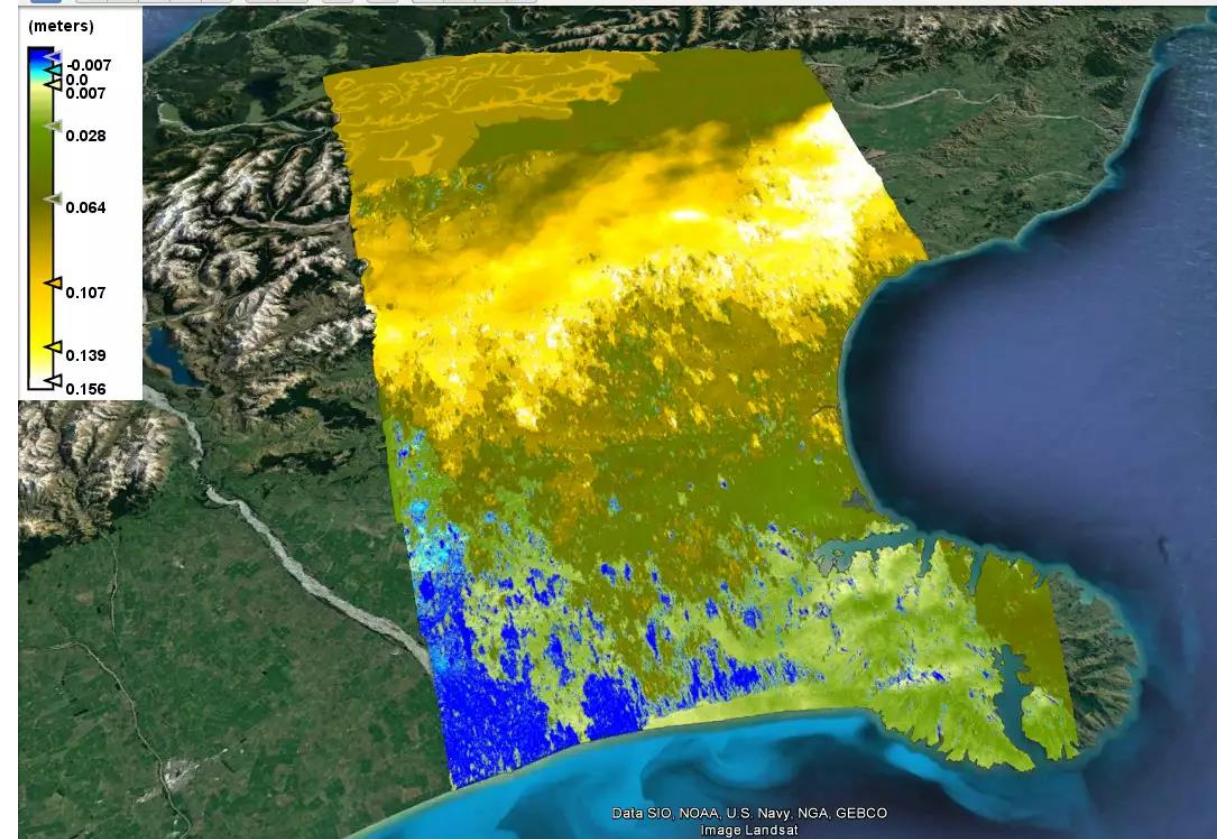 (meters)
-0.007
0.0
0.007
0.028
0.064
0.107
0.139
0.156
Data SIO, NOAA, U.S. Navy, NGA, GEBCO
Image Landsat